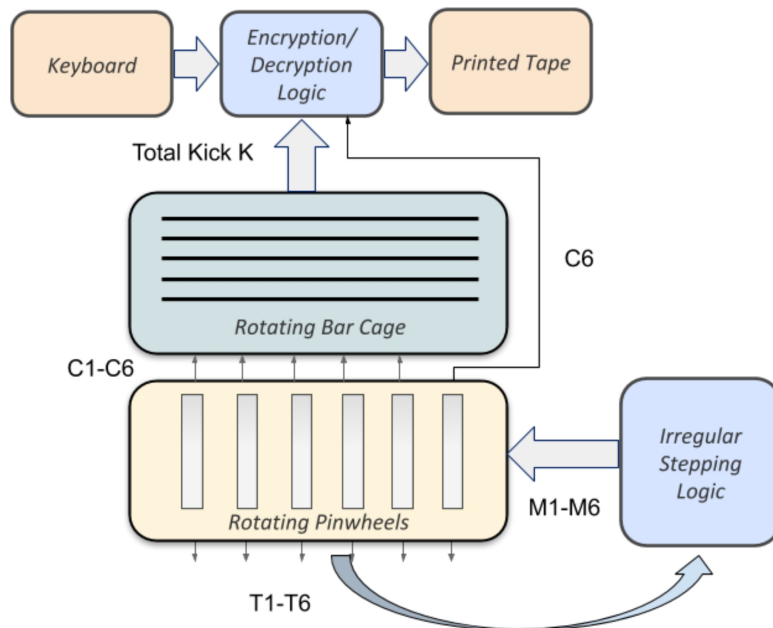 Keyboard
Encryption/
Decryption
Logic
Printed Tape
Total Kick K
C6
Rotating Bar Cage
C1-C6
Irregular
Stepping
Logic
M1-M6
Rotating Pinwheels
T1-T6